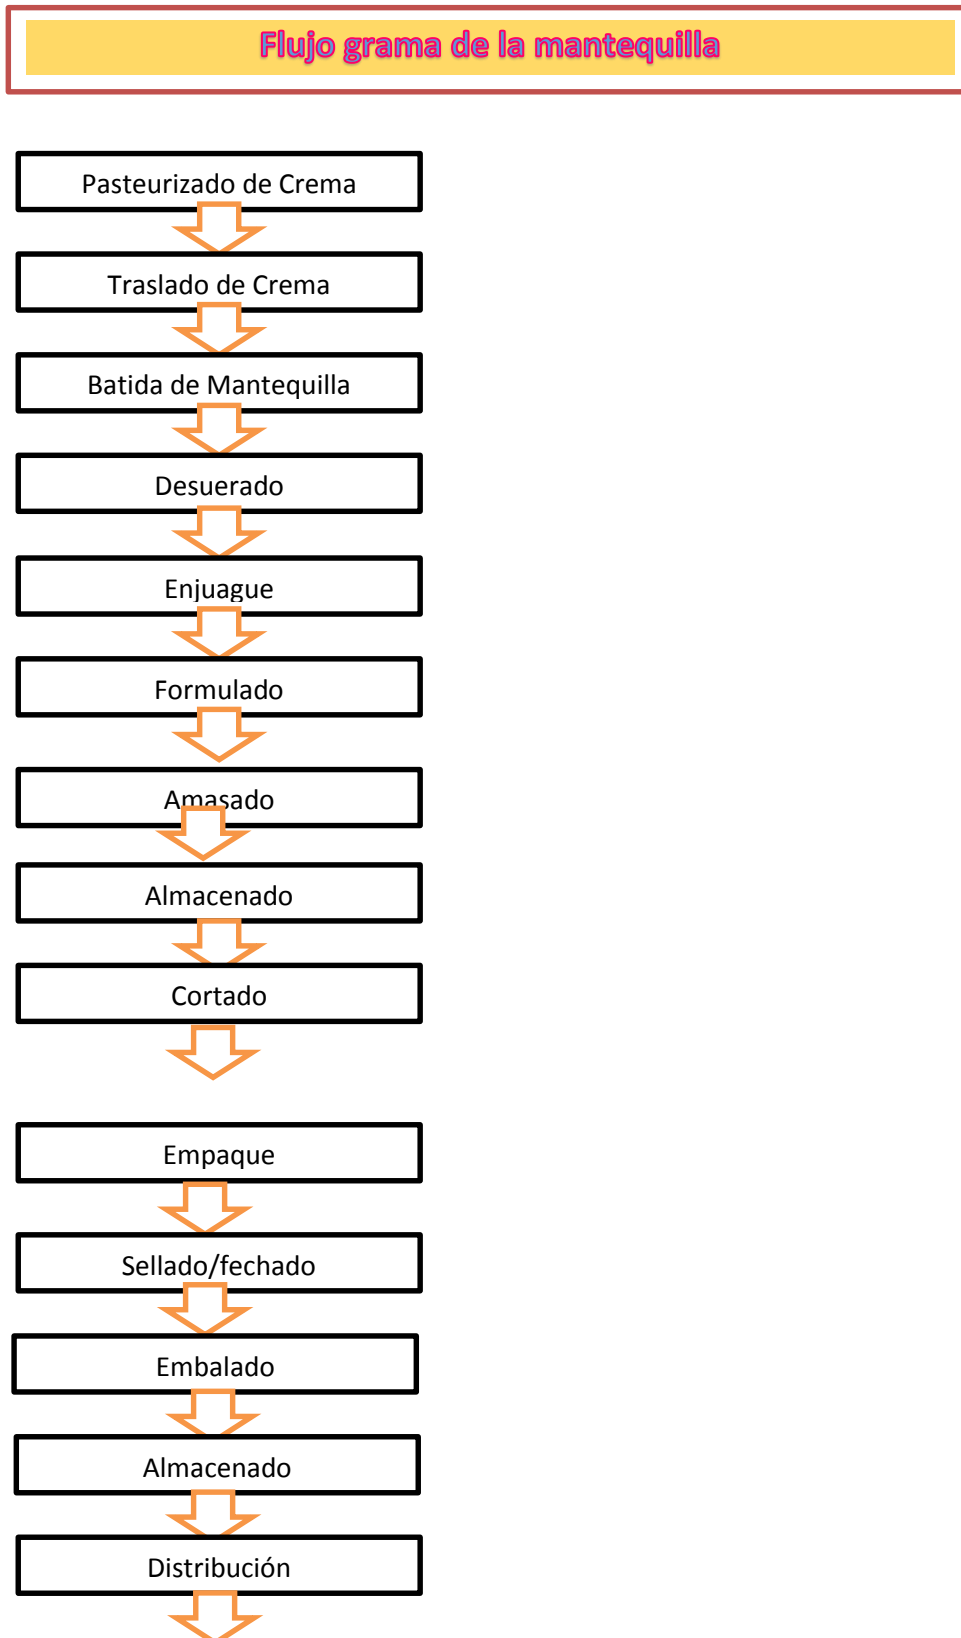 Flujo grama de la mantequilla
Pasteurizado de Crema
Traslado de Crema
Batida de Mantequilla
Desuerado
Enjuague
Formulado
Amasado
Almacenado
Cortado
Empaque
Sellado/fechado
Embalado
Almacenado
Distribución